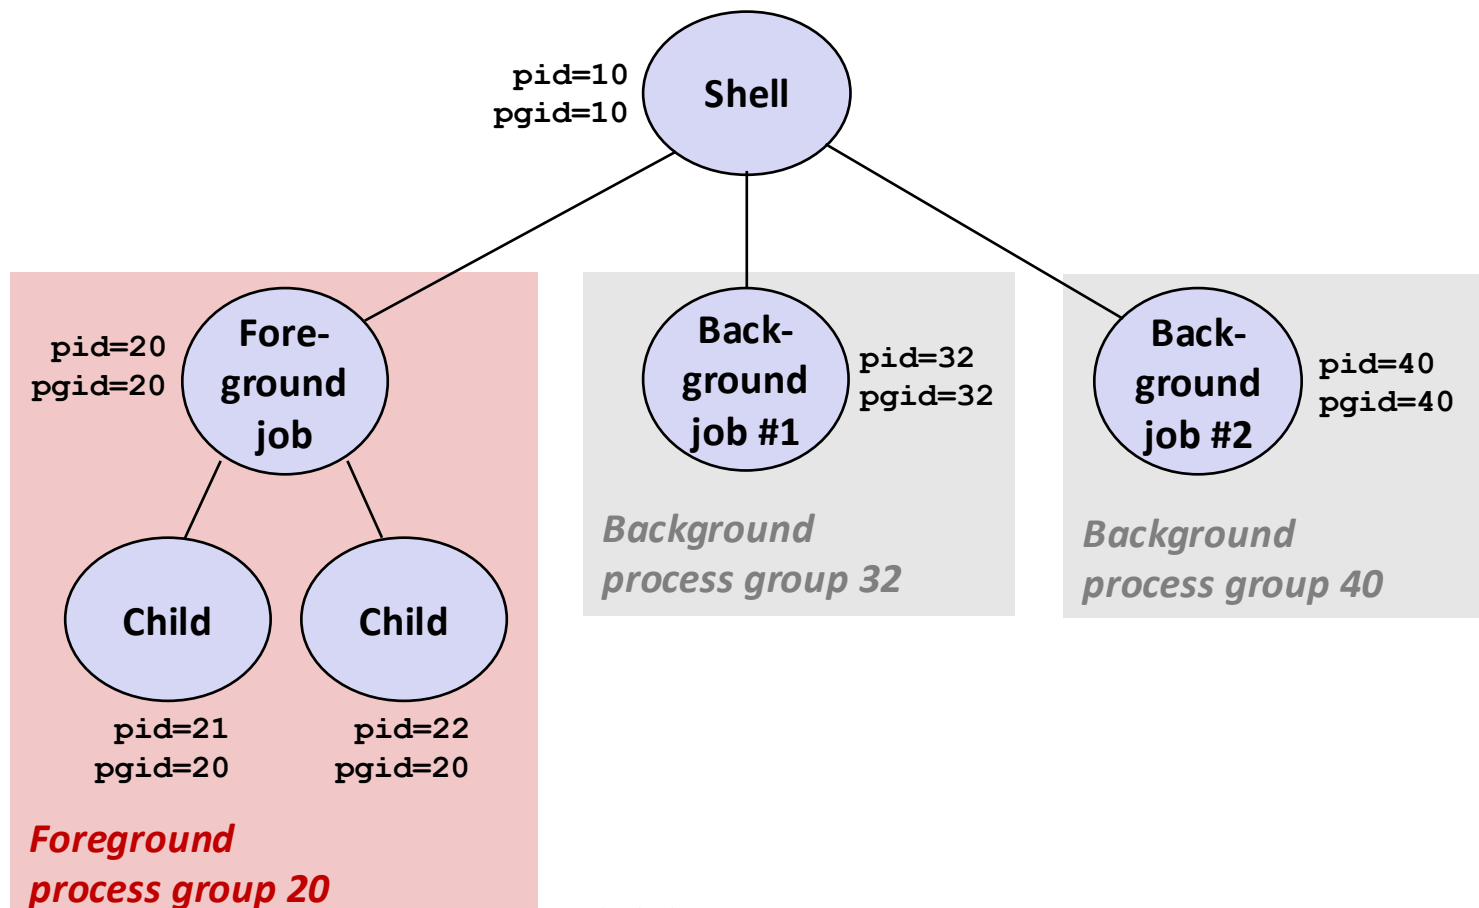 pid=10
pgid=10
Shell
pid=20
pgid=20
Fore-
ground
job
Back-
ground
job #1
pid=32
pgid=32
Back-
ground
job #2
pid=40
pgid=40
Background
process group 32
Background
process group 40
Child
Child
pid=21
pgid=20
pid=22
pgid=20
Foreground
process group 20